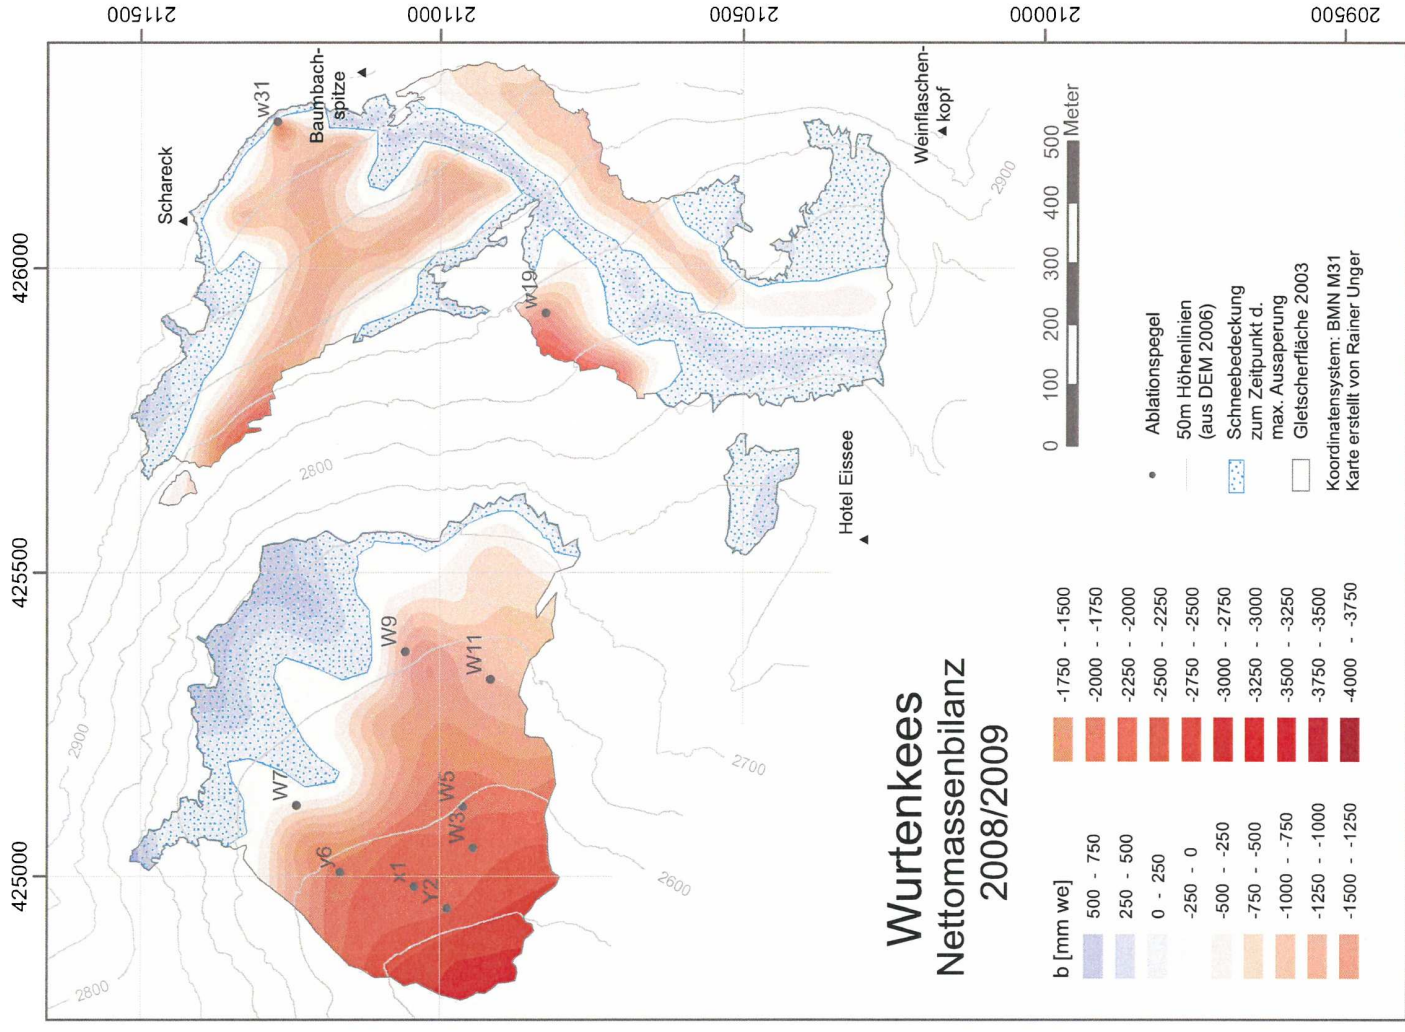 211500
211000
210500
210000
209500
425000
425500
426000
Schareck
w31
Baumbach-
spitze
w19
Weinflaschen-
kopf
2900
2800
Hotel Eissee
W9
W11
W7
W5
W3
y6
x1
Y2
2900
2800
2700
2600
Wurtenkees
Nettomassenbilanz
2008/2009
0 100 200 300 400 500
Meter
Ablationspegel
50m Höhenlinien
(aus DEM 2006)
Schneebedeckung
zum Zeitpunkt d.
max. Ausaperung
Gletscherfläche 2003
Koordinatensystem: BMN M31
Karte erstellt von Rainer Unger
b [mm we]
500 - 750
250 - 500
0 - 250
-250 - 0
-500 - -250
-750 - -500
-1000 - -750
-1250 - -1000
-1500 - -1250
-1750 - -1500
-2000 - -1750
-2250 - -2000
-2500 - -2250
-2750 - -2500
-3000 - -2750
-3250 - -3000
-3500 - -3250
-3750 - -3500
-4000 - -3750